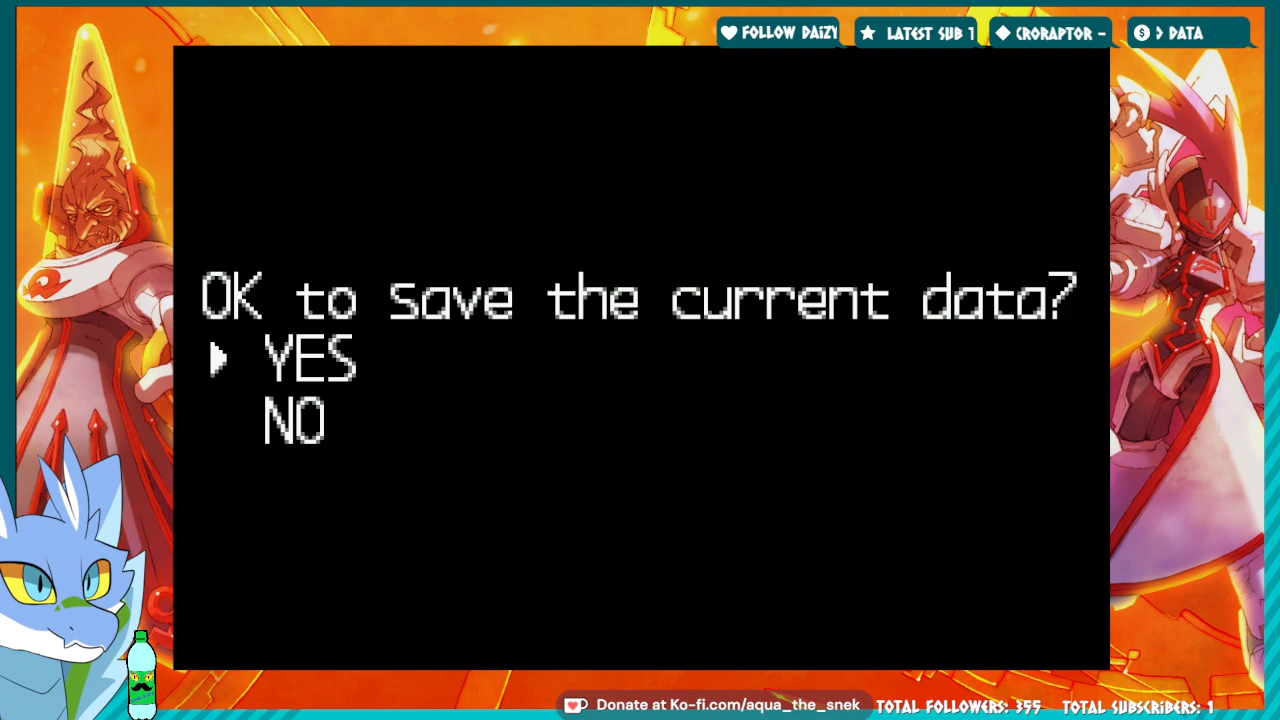 FOLLOW DAiZY
LATEST SUB 1
CRORAPTOR -
DATA
OK to save the current data?
YES
NO
Donate at Ko-fi.com/aqua_the_snek
TOTAL FOLLOWERS: 355
TOTAL SUBSCRIBERS: 1